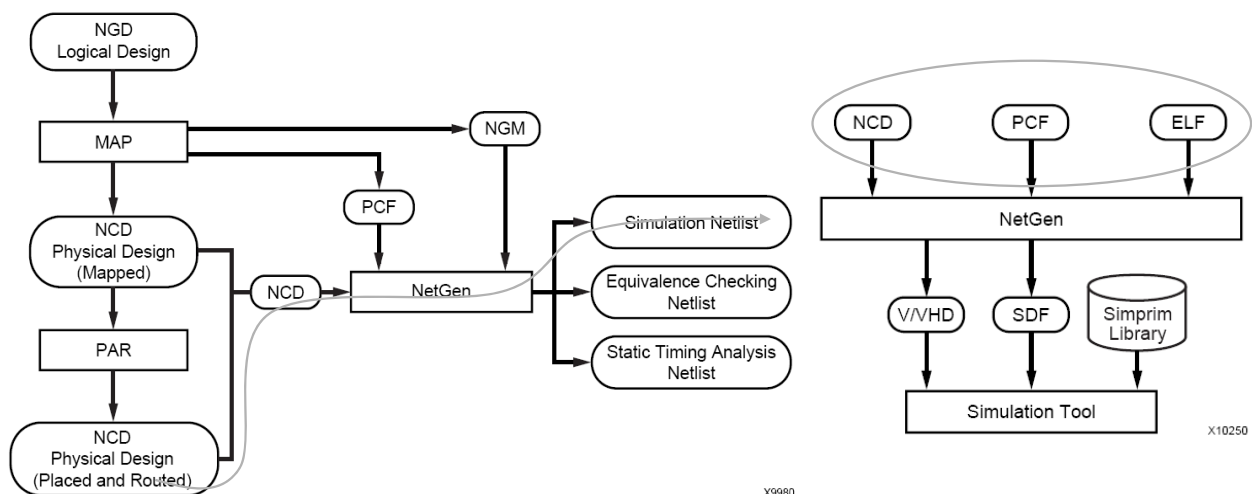 NGD
Logical Design
MAP
NGM
PCF
NCD
Physical Design
(Mapped)
NCD
NetGen
Simulation Netlist
Equivalence Checking
Netlist
Static Timing Analysis
Netlist
PAR
NCD
Physical Design
(Placed and Routed)
X9980
NCD
PCF
ELF
NetGen
V/VHD
SDF
Simprim
Library
Simulation Tool
X10250